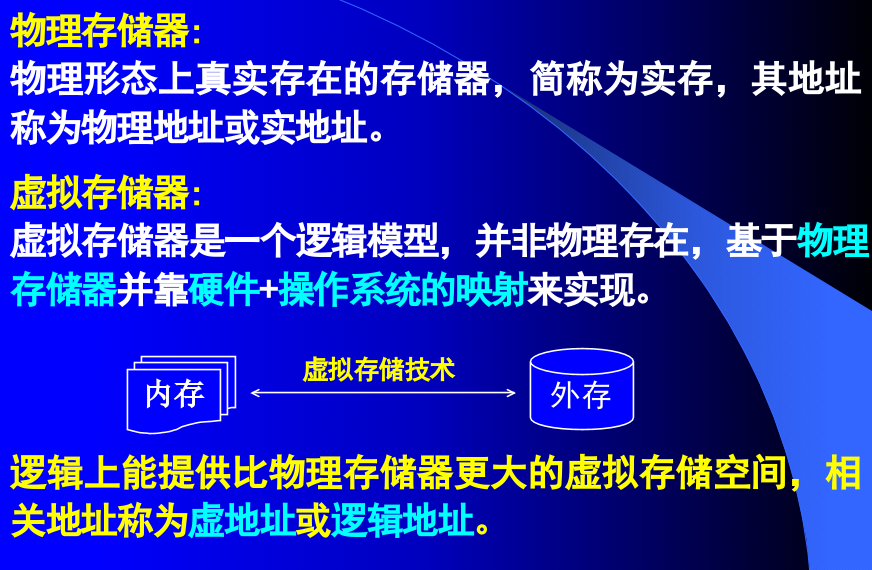 物理存储器:
物理形态上真实存在的存储器，简称为实存，其地址
称为物理地址或实地址。
虚拟存储器:
虚拟存储器是一个逻辑模型，并非物理存在，基于物理
存储器并靠硬件+操作系统的映射来实现。
虚拟存储技术
内存
外存
逻辑上能提供比物理存储器更大的虚拟存储空间，相
关地址称为虚地址或逻辑地址。